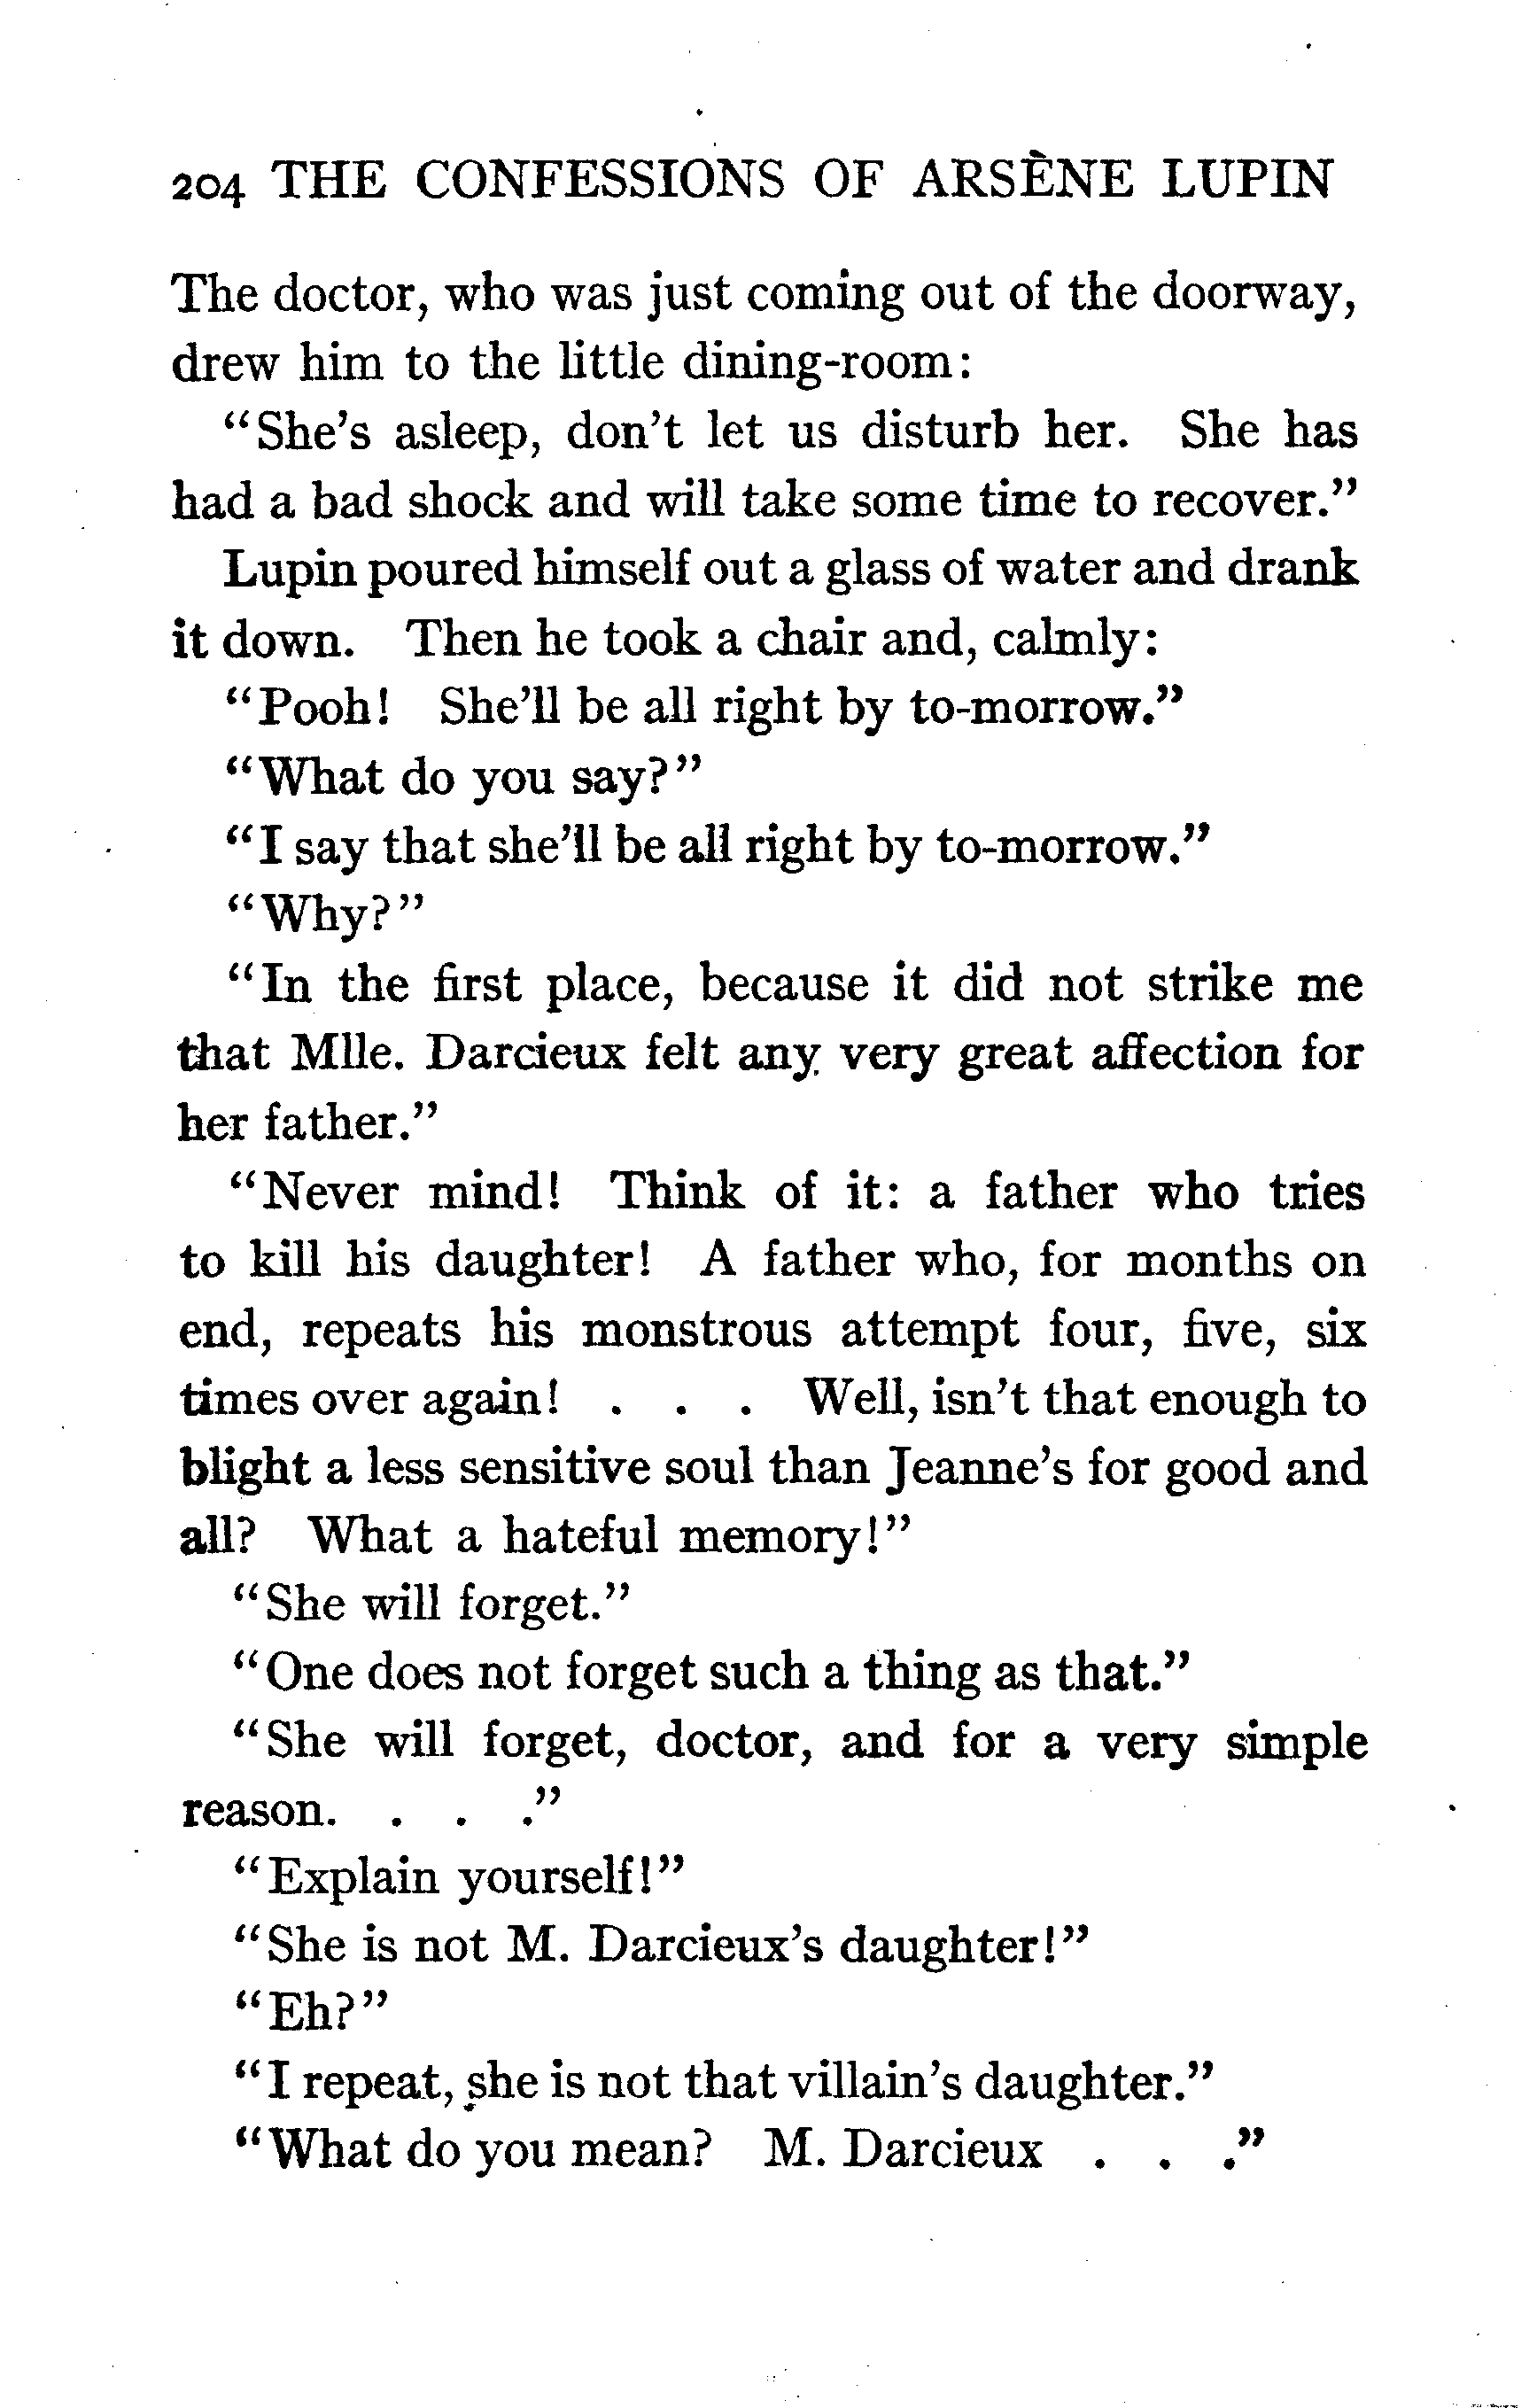 204 THE CONFESSIONS OF ARSÈNE LUPIN
The doctor, who was just coming out of the doorway,
drew him to the little dining-room:
"She's asleep, don't let us disturb her. She has
had a bad shock and will take some time to recover."
Lupin poured himself out a glass of water and drank
it down. Then he took a chair and, calmly:
"Pooh! She'll be all right by to-morrow."
"What do you say?"
"I say that she'll be all right by to-morrow."
"Why?"
"In the first place, because it did not strike me
that Mlle. Darcieux felt any very great affection for
her father."
"Never mind! Think of it: a father who tries
to kill his daughter! A father who, for months on
end, repeats his monstrous attempt four, five, six
times over again! . . . Well, isn't that enough to
blight a less sensitive soul than Jeanne's for good and
all? What a hateful memory!"
"She will forget."
"One does not forget such a thing as that."
"She will forget, doctor, and for a very simple
reason. . . ."
"Explain yourself!"
"She is not M. Darcieux's daughter!"
"Eh?"
"I repeat, she is not that villain's daughter."
"What do you mean? M. Darcieux . . ."